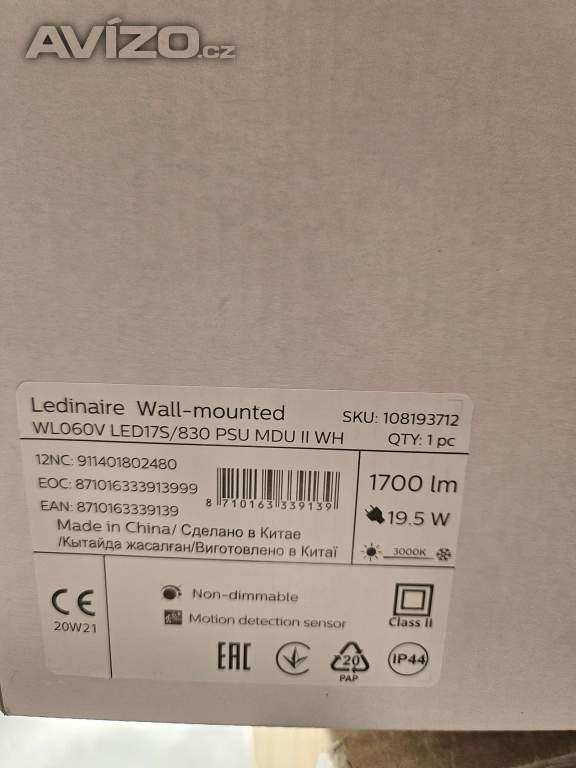 AVÍZO.cz
Ledinaire Wall-mounted
WL060V LED17S/830 PSU MDU II WH
SKU: 108193712
QTY: 1 pc
12NC: 911401802480
EOC: 871016333913999
EAN: 8710163339139
8 710163 339139
Made in China/ Сделано в Китае
/Кытайда жасалған/Виготовлено в Китаї
1700 lm
19.5 W
3000K
CE
20W21
Non-dimmable
Motion detection sensor
Class II
EAC
20
PAP
IP44